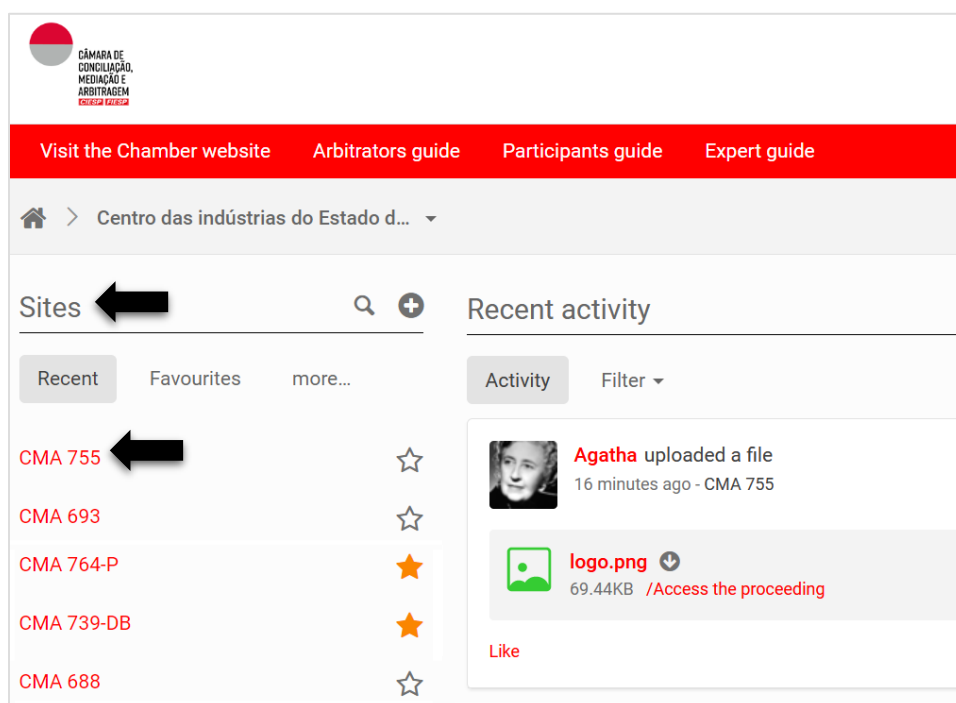 CÂMARA DE
CONCILIAÇÃO,
MEDIAÇÃO E
ARBITRAGEM
CIESP FIESP
Visit the Chamber website Arbitrators guide Participants guide Expert guide
Centro das indústrias do Estado d...
Sites
Recent Favourites more...
CMA 755
CMA 693
CMA 764-P
CMA 739-DB
CMA 688
Recent activity
Activity Filter
Agatha uploaded a file
16 minutes ago - CMA 755
logo.png
69.44KB /Access the proceeding
Like